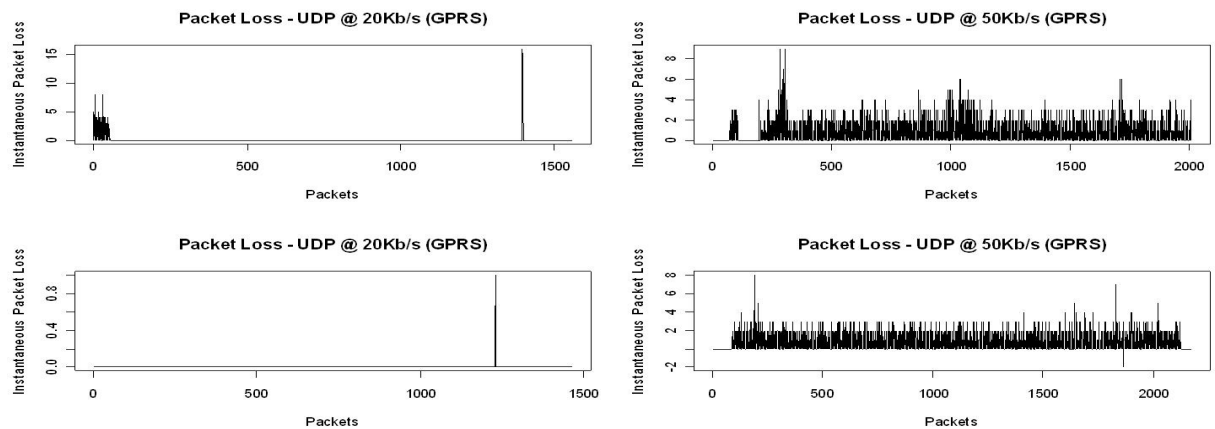 Packet Loss - UDP @ 20Kb/s (GPRS)
Instantaneous Packet Loss
15
10
5
0
0 500 1000 1500
Packets
Packet Loss - UDP @ 50Kb/s (GPRS)
Instantaneous Packet Loss
8
6
4
2
0
0 500 1000 1500 2000
Packets
Packet Loss - UDP @ 20Kb/s (GPRS)
Instantaneous Packet Loss
0.8
0.4
0.0
0 500 1000 1500
Packets
Packet Loss - UDP @ 50Kb/s (GPRS)
Instantaneous Packet Loss
8
6
4
2
-2
0 500 1000 1500 2000
Packets